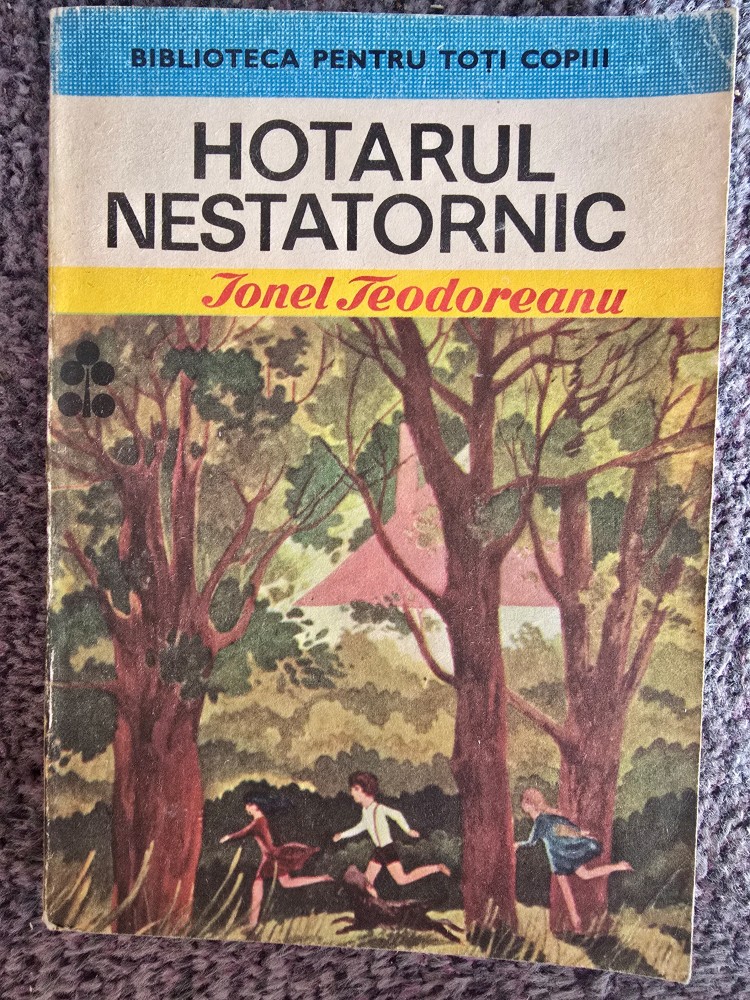 BIBLIOTECA PENTRU TOȚI COPIII
HOTARUL
NESTATORNIC
Ionel Teodoreanu